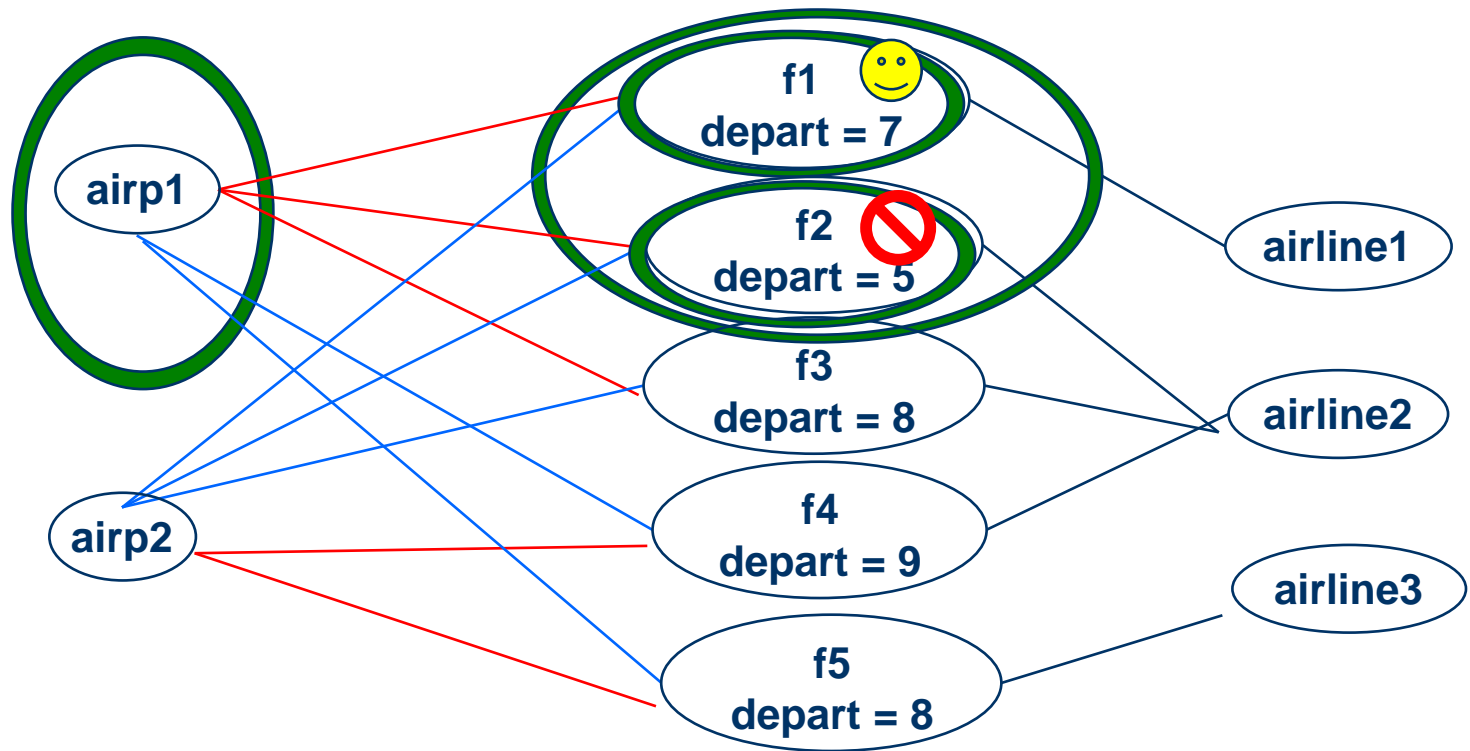 airp1
airp2
f1
depart = 7
f2
depart = 5
f3
depart = 8
f4
depart = 9
f5
depart = 8
airline1
airline2
airline3